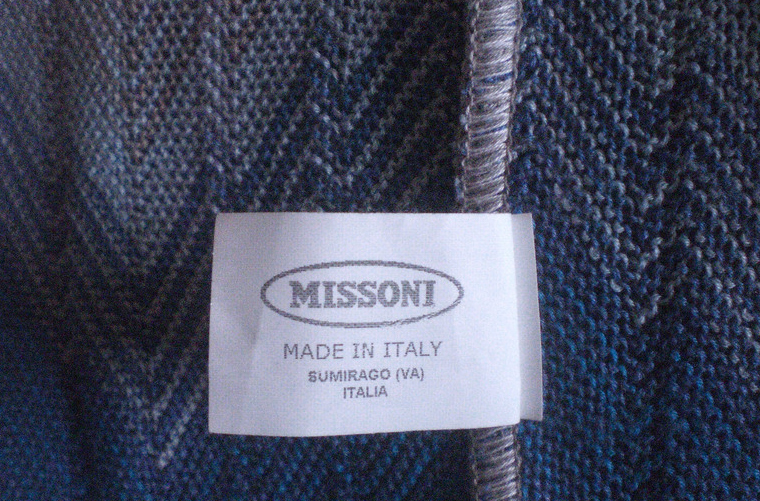 MISSONI
MADE IN ITALY
SUMIRAGO (VA)
ITALIA